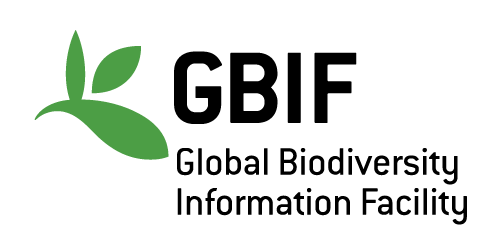 GBIF
Global Biodiversity
Information Facility